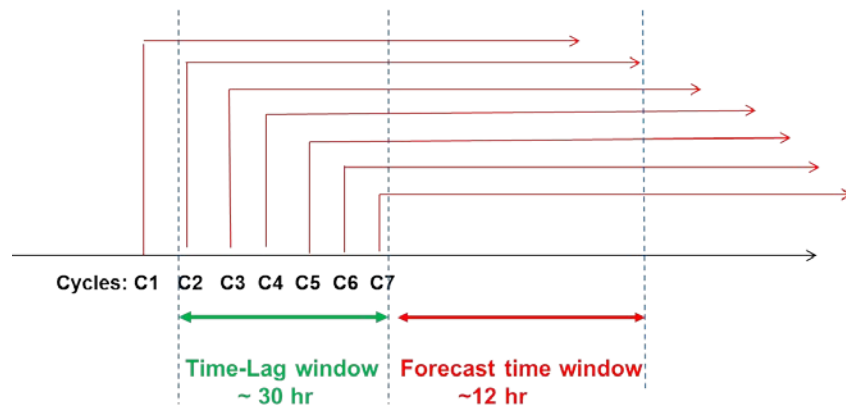 Cycles: C1 C2 C3 C4 C5 C6 C7
Time-Lag window
~ 30 hr
Forecast time window
~12 hr